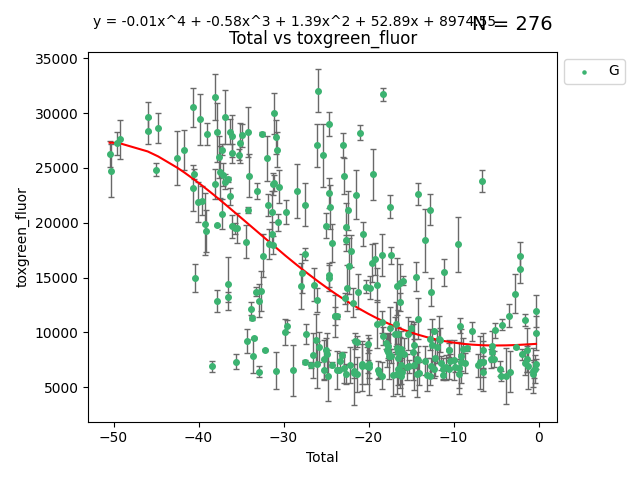 y = -0.01x^4 + -0.58x^3 + 1.39x^2 + 52.89x + 8974.55
N = 276
Total vs toxgreen_fluor
G
35000
30000
25000
20000
15000
10000
5000
toxgreen_fluor
−50 −40 −30 −20 −10 0
Total